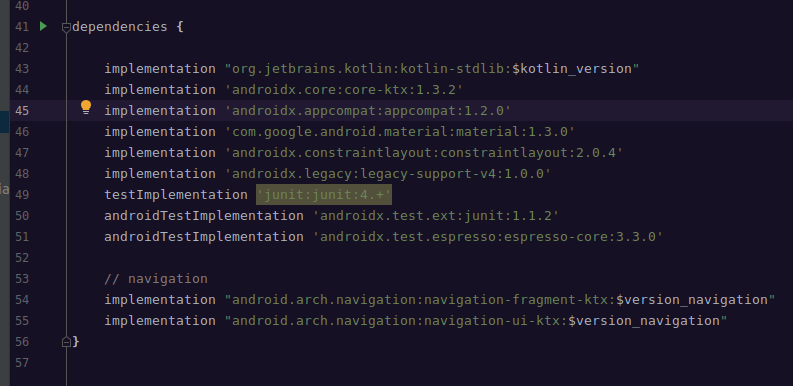 40
41 dependencies {
42
43 implementation "org.jetbrains.kotlin:kotlin-stdlib:$kotlin_version"
44 implementation 'androidx.core:core-ktx:1.3.2'
45 implementation 'androidx.appcompat:appcompat:1.2.0'
46 implementation 'com.google.android.material:material:1.3.0'
47 implementation 'androidx.constraintlayout:constraintlayout:2.0.4'
48 implementation 'androidx.legacy:legacy-support-v4:1.0.0'
ia 49 testImplementation 'junit:junit:4.+'
50 androidTestImplementation 'androidx.test.ext:junit:1.1.2'
51 androidTestImplementation 'androidx.test.espresso:espresso-core:3.3.0'
52
53 // navigation
54 implementation "android.arch.navigation:navigation-fragment-ktx:$version_navigation"
55 implementation "android.arch.navigation:navigation-ui-ktx:$version_navigation"
56 }
57